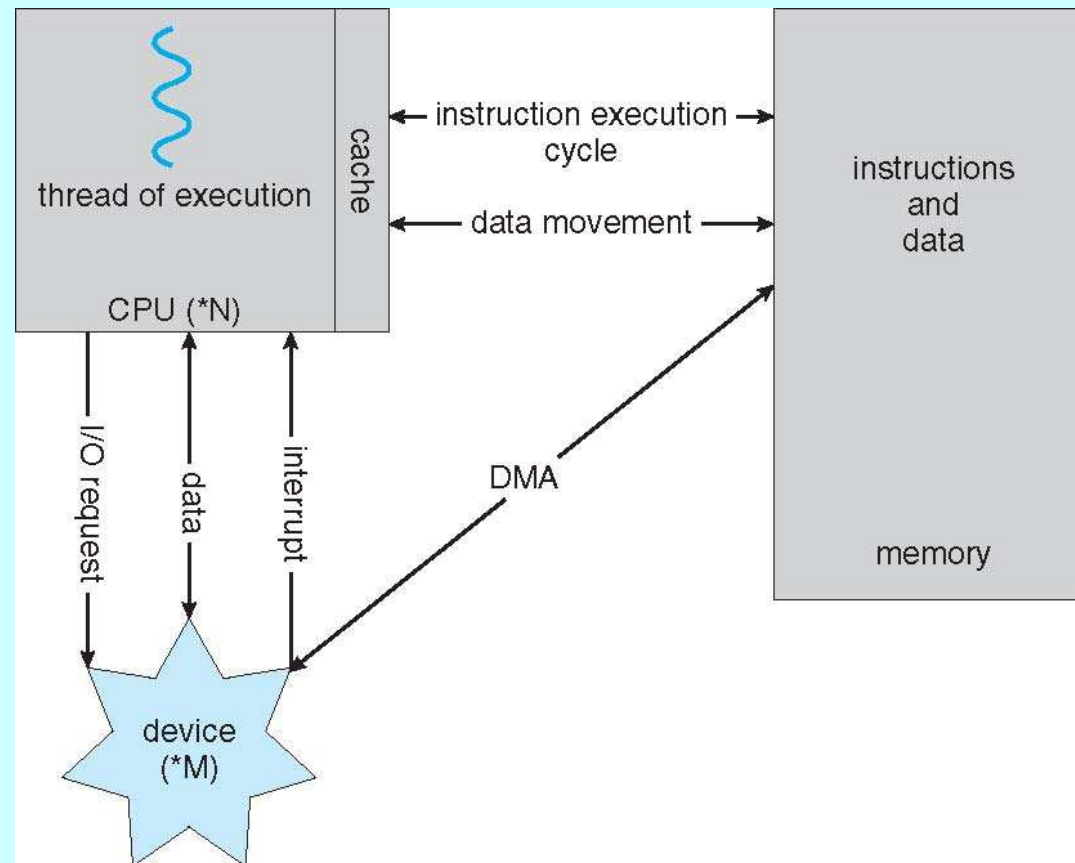 thread of execution
cache
CPU (*N)
instruction execution
cycle
data movement
instructions
and
data
memory
I/O request
data
interrupt
DMA
device
(*M)